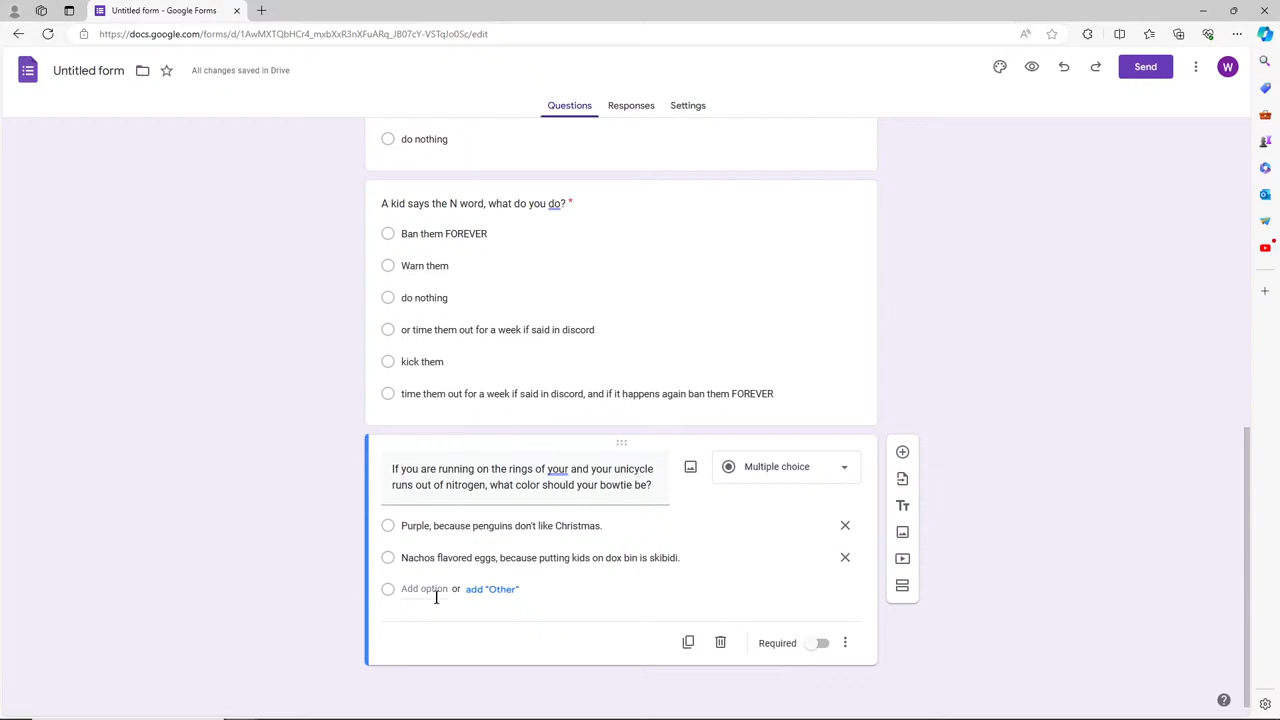 Untitled form - Google Forms
https://docs.google.com/forms/d/1AwMXTQbHCr4_mxbXxR3nXFuARq_JB07cY-VSTqJo0Sc/edit
Untitled form
All changes saved in Drive
Send
W
Questions
Responses
Settings
do nothing
A kid says the N word, what do you do? *
Ban them FOREVER
Warn them
do nothing
or time them out for a week if said in discord
kick them
time them out for a week if said in discord, and if it happens again ban them FOREVER
If you are running on the rings of your and your unicycle
runs out of nitrogen, what color should your bowtie be?
Multiple choice
Purple, because penguins don't like Christmas.
Nachos flavored eggs, because putting kids on dox bin is skibidi.
Add option or add "Other"
Required